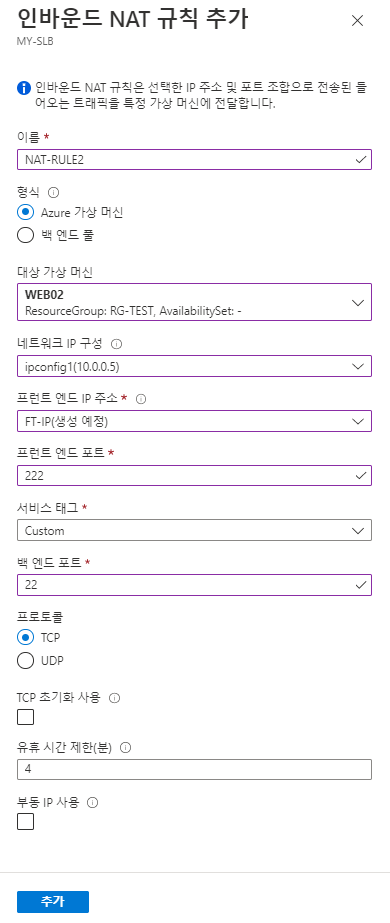 인바운드 NAT 규칙 추가
MY-SLB
인바운드 NAT 규칙은 선택한 IP 주소 및 포트 조합으로 전송된 들
어오는 트래픽을 특정 가상 머신에 전달합니다.
이름 *
NAT-RULE2
형식
Azure 가상 머신
백 엔드 풀
대상 가상 머신
WEB02
ResourceGroup: RG-TEST, AvailabilitySet: -
네트워크 IP 구성
ipconfig1(10.0.0.5)
프런트 엔드 IP 주소 *
FT-IP(생성 예정)
프런트 엔드 포트 *
222
서비스 태그 *
Custom
백 엔드 포트 *
22
프로토콜
TCP
UDP
TCP 초기화 사용
유휴 시간 제한(분)
4
부동 IP 사용
추가